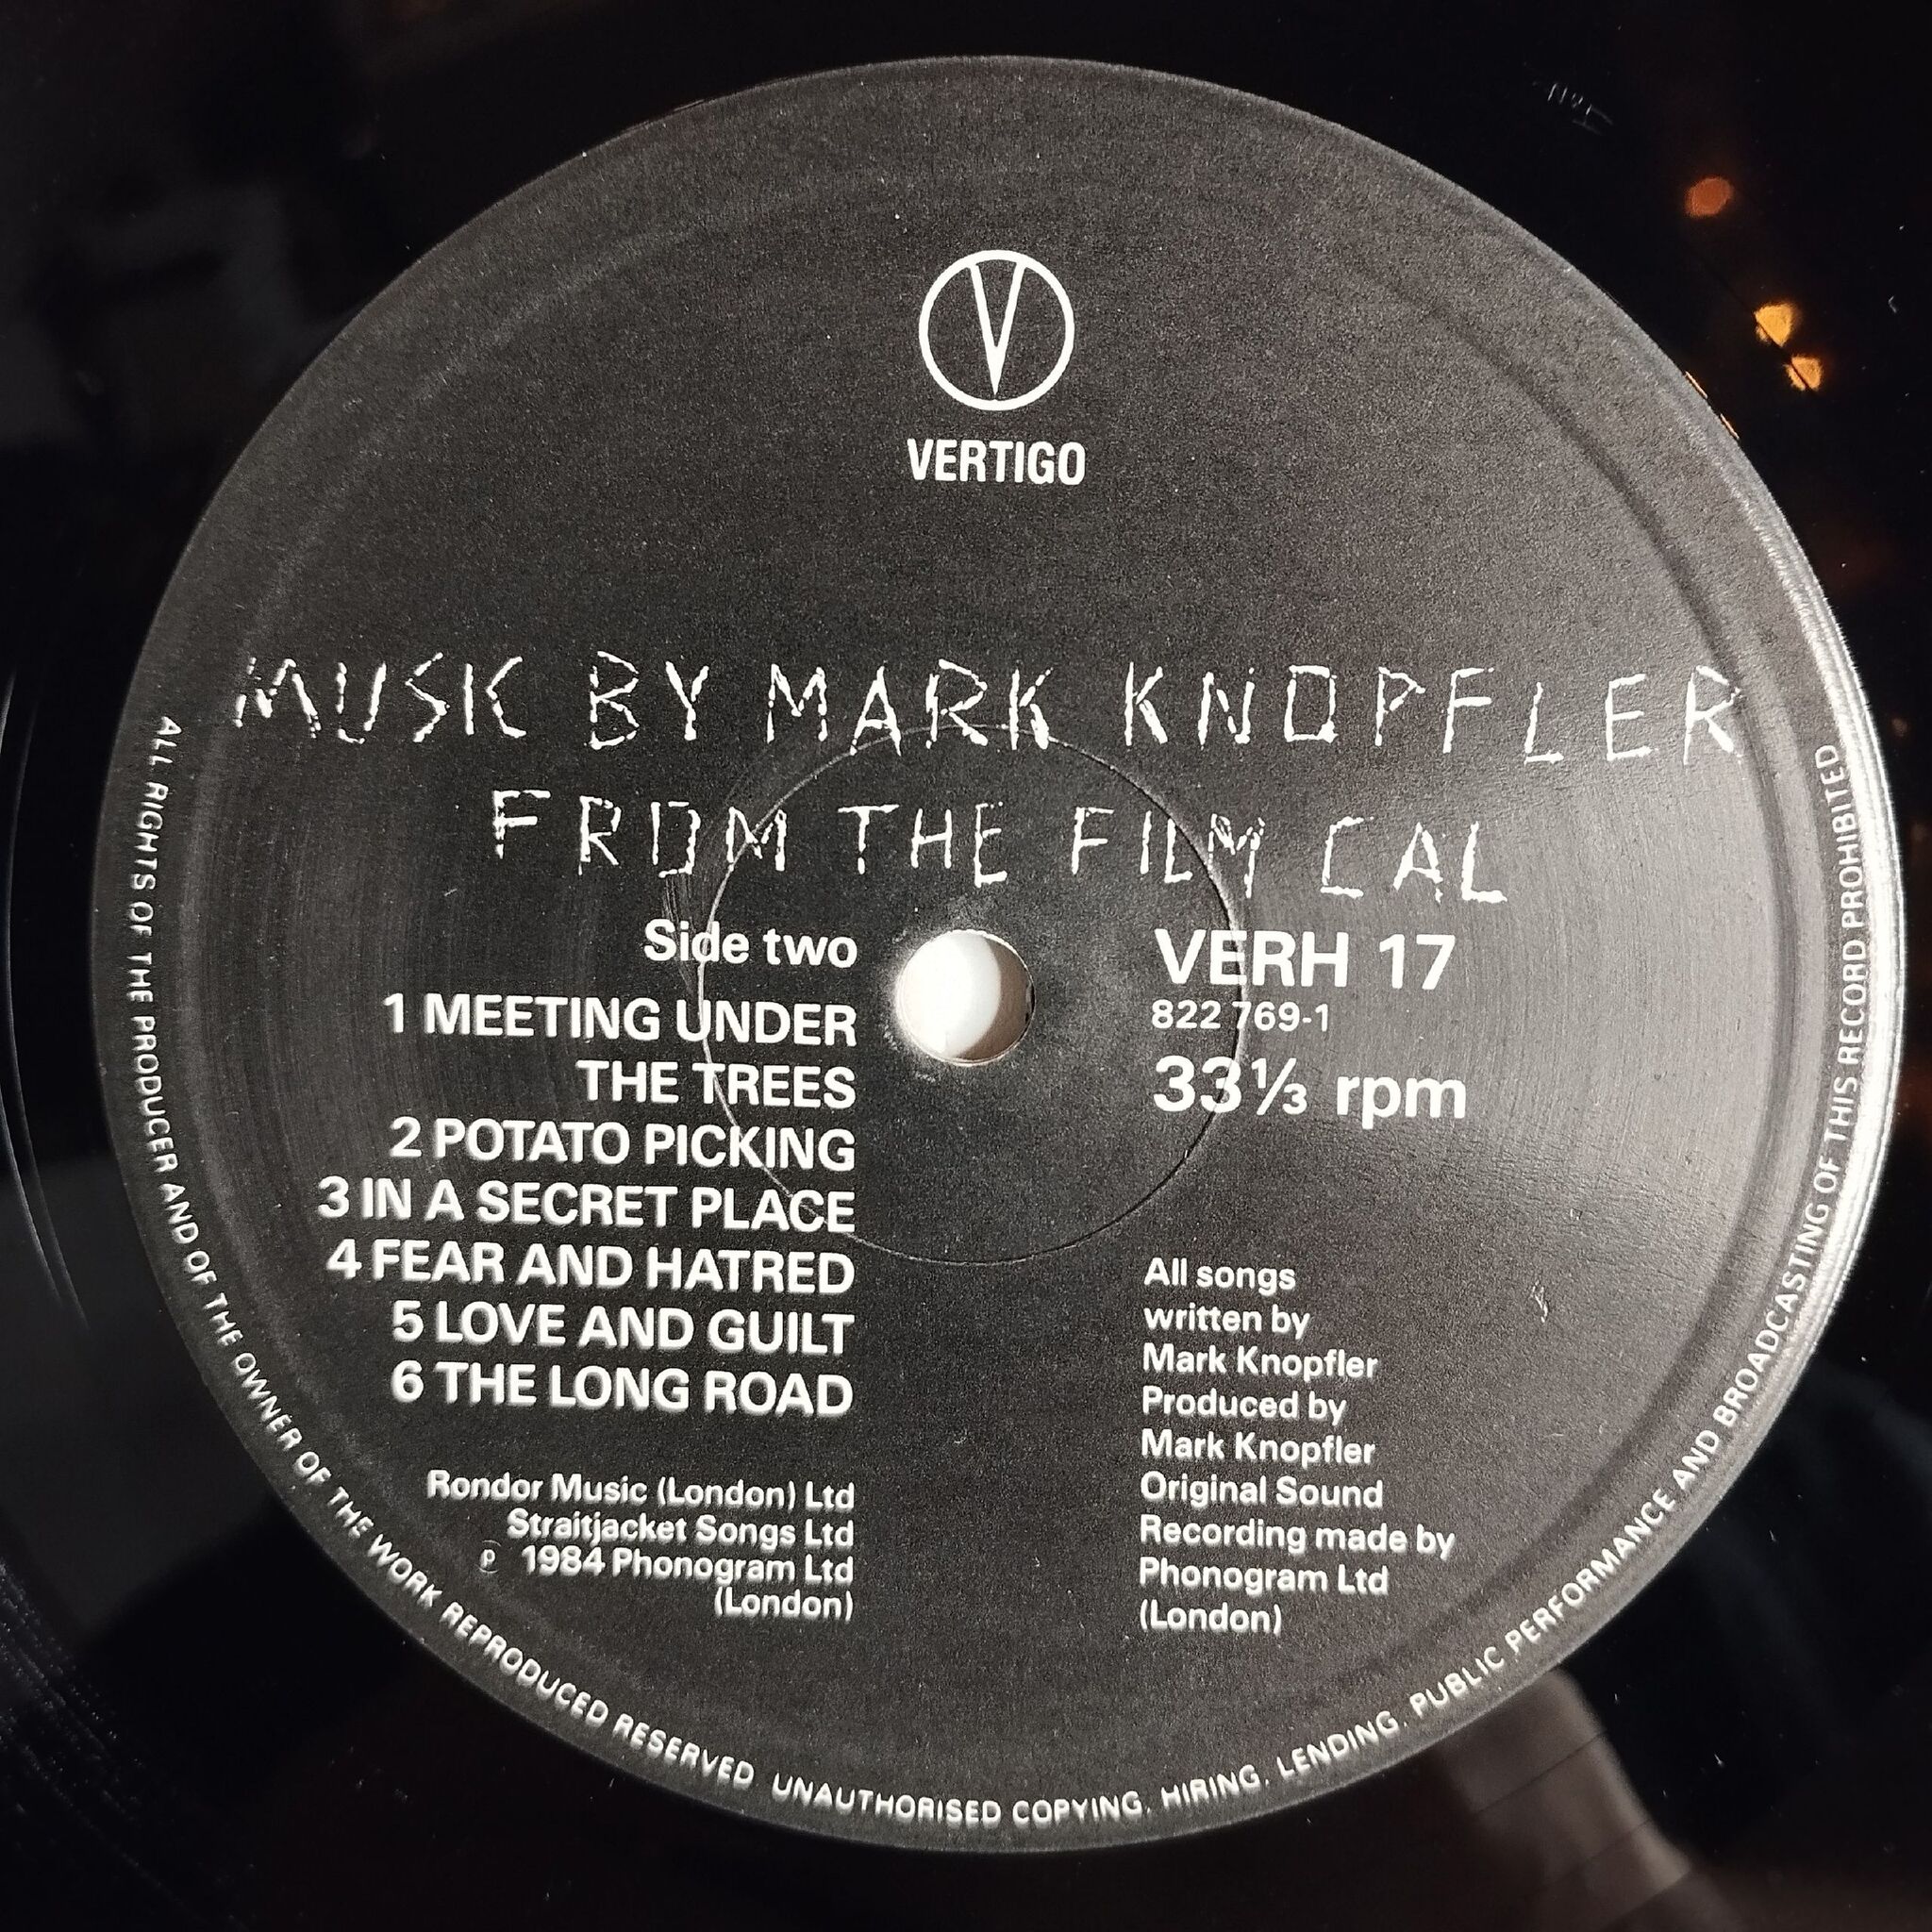 V
VERTIGO
MUSIC BY MARK KNOPFLER
FROM THE FILM CAL
Side two
1 MEETING UNDER
THE TREES
2 POTATO PICKING
3 IN A SECRET PLACE
4 FEAR AND HATRED
5 LOVE AND GUILT
6 THE LONG ROAD
Rondor Music (London) Ltd
Straitjacket Songs Ltd
℗ 1984 Phonogram Ltd
(London)
VERH 17
822 769-1
33⅓ rpm
All songs
written by
Mark Knopfler
Produced by
Mark Knopfler
Original Sound
Recording made by
Phonogram Ltd
(London)
ALL RIGHTS OF THE PRODUCER AND OF THE OWNER OF THE WORK REPRODUCED RESERVED UNAUTHORISED COPYING, HIRING, LENDING, PUBLIC PERFORMANCE AND BROADCASTING OF THIS RECORD PROHIBITED